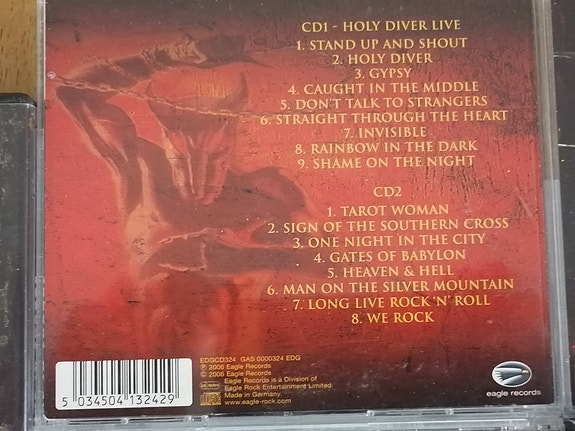 CD1 - HOLY DIVER LIVE
1. STAND UP AND SHOUT
2. HOLY DIVER
3. GYPSY
4. CAUGHT IN THE MIDDLE
5. DON'T TALK TO STRANGERS
6. STRAIGHT THROUGH THE HEART
7. INVISIBLE
8. RAINBOW IN THE DARK
9. SHAME ON THE NIGHT
CD2
1. TAROT WOMAN
2. SIGN OF THE SOUTHERN CROSS
3. ONE NIGHT IN THE CITY
4. GATES OF BABYLON
5. HEAVEN & HELL
6. MAN ON THE SILVER MOUNTAIN
7. LONG LIVE ROCK 'N' ROLL
8. WE ROCK
EDGCD324 GAS 0000324 EDG
℗ 2006 Eagle Records
© 2006 Eagle Records
Eagle Records is a Division of
Eagle Rock Entertainment Limited.
Made in Germany.
www.eagle-rock.com
5 034504 132429
eagle records